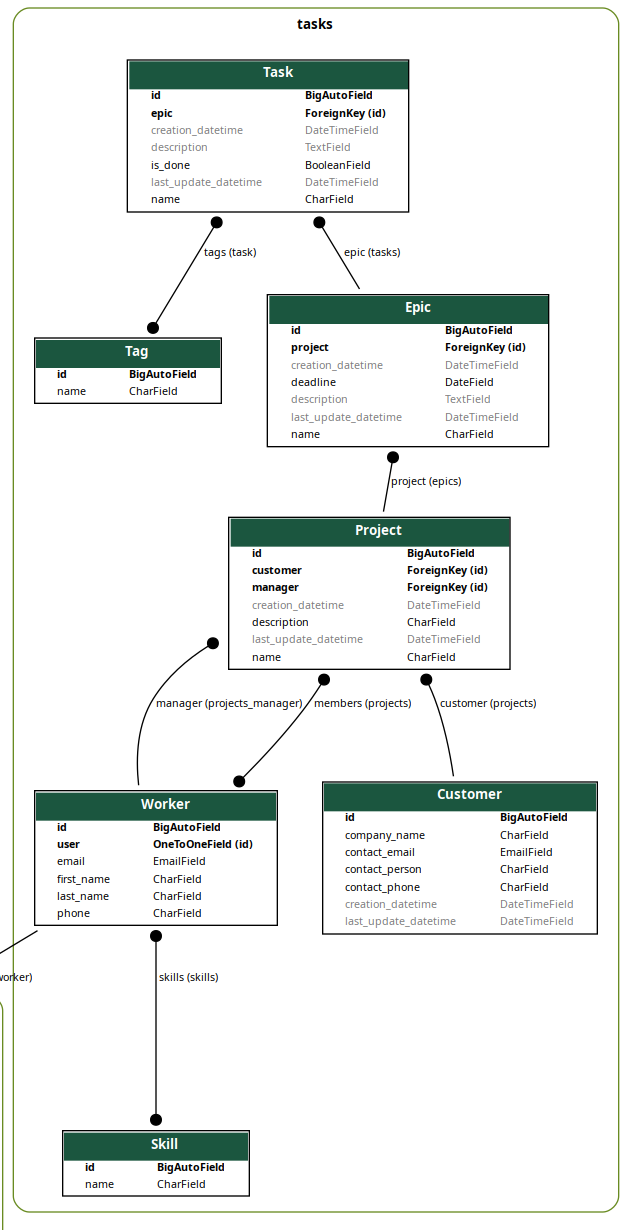 tasks
Task
id BigAutoField
epic ForeignKey (id)
creation_datetime DateTimeField
description TextField
is_done BooleanField
last_update_datetime DateTimeField
name CharField
tags (task)
epic (tasks)
Tag
id BigAutoField
name CharField
Epic
id BigAutoField
project ForeignKey (id)
creation_datetime DateTimeField
deadline DateField
description TextField
last_update_datetime DateTimeField
name CharField
project (epics)
Project
id BigAutoField
customer ForeignKey (id)
manager ForeignKey (id)
creation_datetime DateTimeField
description CharField
last_update_datetime DateTimeField
name CharField
manager (projects_manager)
members (projects)
customer (projects)
Worker
id BigAutoField
user OneToOneField (id)
email EmailField
first_name CharField
last_name CharField
phone CharField
Customer
id BigAutoField
company_name CharField
contact_email EmailField
contact_person CharField
contact_phone CharField
creation_datetime DateTimeField
last_update_datetime DateTimeField
worker)
skills (skills)
Skill
id BigAutoField
name CharField